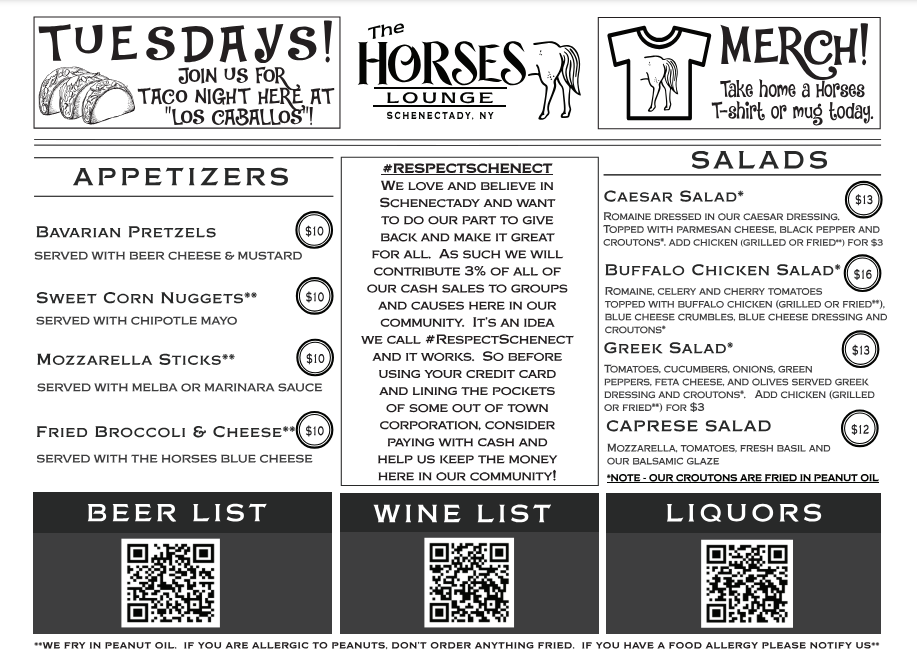 TUESDAYS!
JOIN US FOR
TACO NIGHT HERE AT
"LOS CABALLOS"!
The
HORSES
LOUNGE
SCHENECTADY, NY
MERCH!
Take home a Horses
T-shirt or mug today.
APPETIZERS
BAVARIAN PRETZELS $10
SERVED WITH BEER CHEESE & MUSTARD
SWEET CORN NUGGETS** $10
SERVED WITH CHIPOTLE MAYO
MOZZARELLA STICKS** $10
SERVED WITH MELBA OR MARINARA SAUCE
FRIED BROCCOLI & CHEESE** $10
SERVED WITH THE HORSES BLUE CHEESE
#RESPECTSCHENECT
WE LOVE AND BELIEVE IN
SCHENECTADY AND WANT
TO DO OUR PART TO GIVE
BACK AND MAKE IT GREAT
FOR ALL. AS SUCH WE WILL
CONTRIBUTE 3% OF ALL OF
OUR CASH SALES TO GROUPS
AND CAUSES HERE IN OUR
COMMUNITY. IT'S AN IDEA
WE CALL #RESPECTSCHENECT
AND IT WORKS. SO BEFORE
USING YOUR CREDIT CARD
AND LINING THE POCKETS
OF SOME OUT OF TOWN
CORPORATION, CONSIDER
PAYING WITH CASH AND
HELP US KEEP THE MONEY
HERE IN OUR COMMUNITY!
SALADS
CAESAR SALAD* $13
ROMAINE DRESSED IN OUR CAESAR DRESSING,
TOPPED WITH PARMESAN CHEESE, BLACK PEPPER AND
CROUTONS*. ADD CHICKEN (GRILLED OR FRIED**) FOR $3
BUFFALO CHICKEN SALAD* $16
ROMAINE, CELERY AND CHERRY TOMATOES
TOPPED WITH BUFFALO CHICKEN (GRILLED OR FRIED**),
BLUE CHEESE CRUMBLES, BLUE CHEESE DRESSING AND
CROUTONS*
GREEK SALAD* $13
TOMATOES, CUCUMBERS, ONIONS, GREEN
PEPPERS, FETA CHEESE, AND OLIVES SERVED GREEK
DRESSING AND CROUTONS*. ADD CHICKEN (GRILLED
OR FRIED**) FOR $3
CAPRESE SALAD $12
MOZZARELLA, TOMATOES, FRESH BASIL AND
OUR BALSAMIC GLAZE
*NOTE - OUR CROUTONS ARE FRIED IN PEANUT OIL
BEER LIST
WINE LIST
LIQUORS
**WE FRY IN PEANUT OIL. IF YOU ARE ALLERGIC TO PEANUTS, DON'T ORDER ANYTHING FRIED. IF YOU HAVE A FOOD ALLERGY PLEASE NOTIFY US**